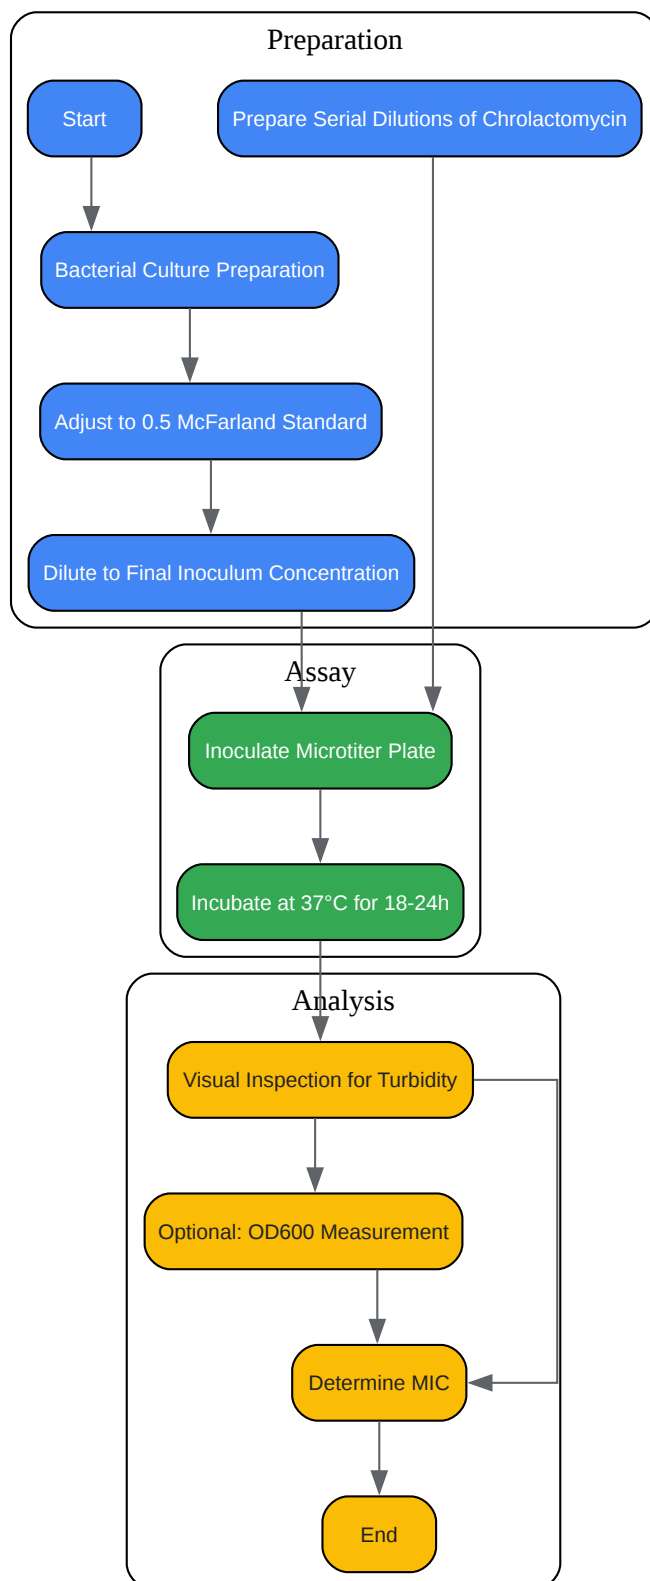 Preparation
Start
Prepare Serial Dilutions of Chrolactomycin
Bacterial Culture Preparation
Adjust to 0.5 McFarland Standard
Dilute to Final Inoculum Concentration
Assay
Inoculate Microtiter Plate
Incubate at 37°C for 18-24h
Analysis
Visual Inspection for Turbidity
Optional: OD600 Measurement
Determine MIC
End